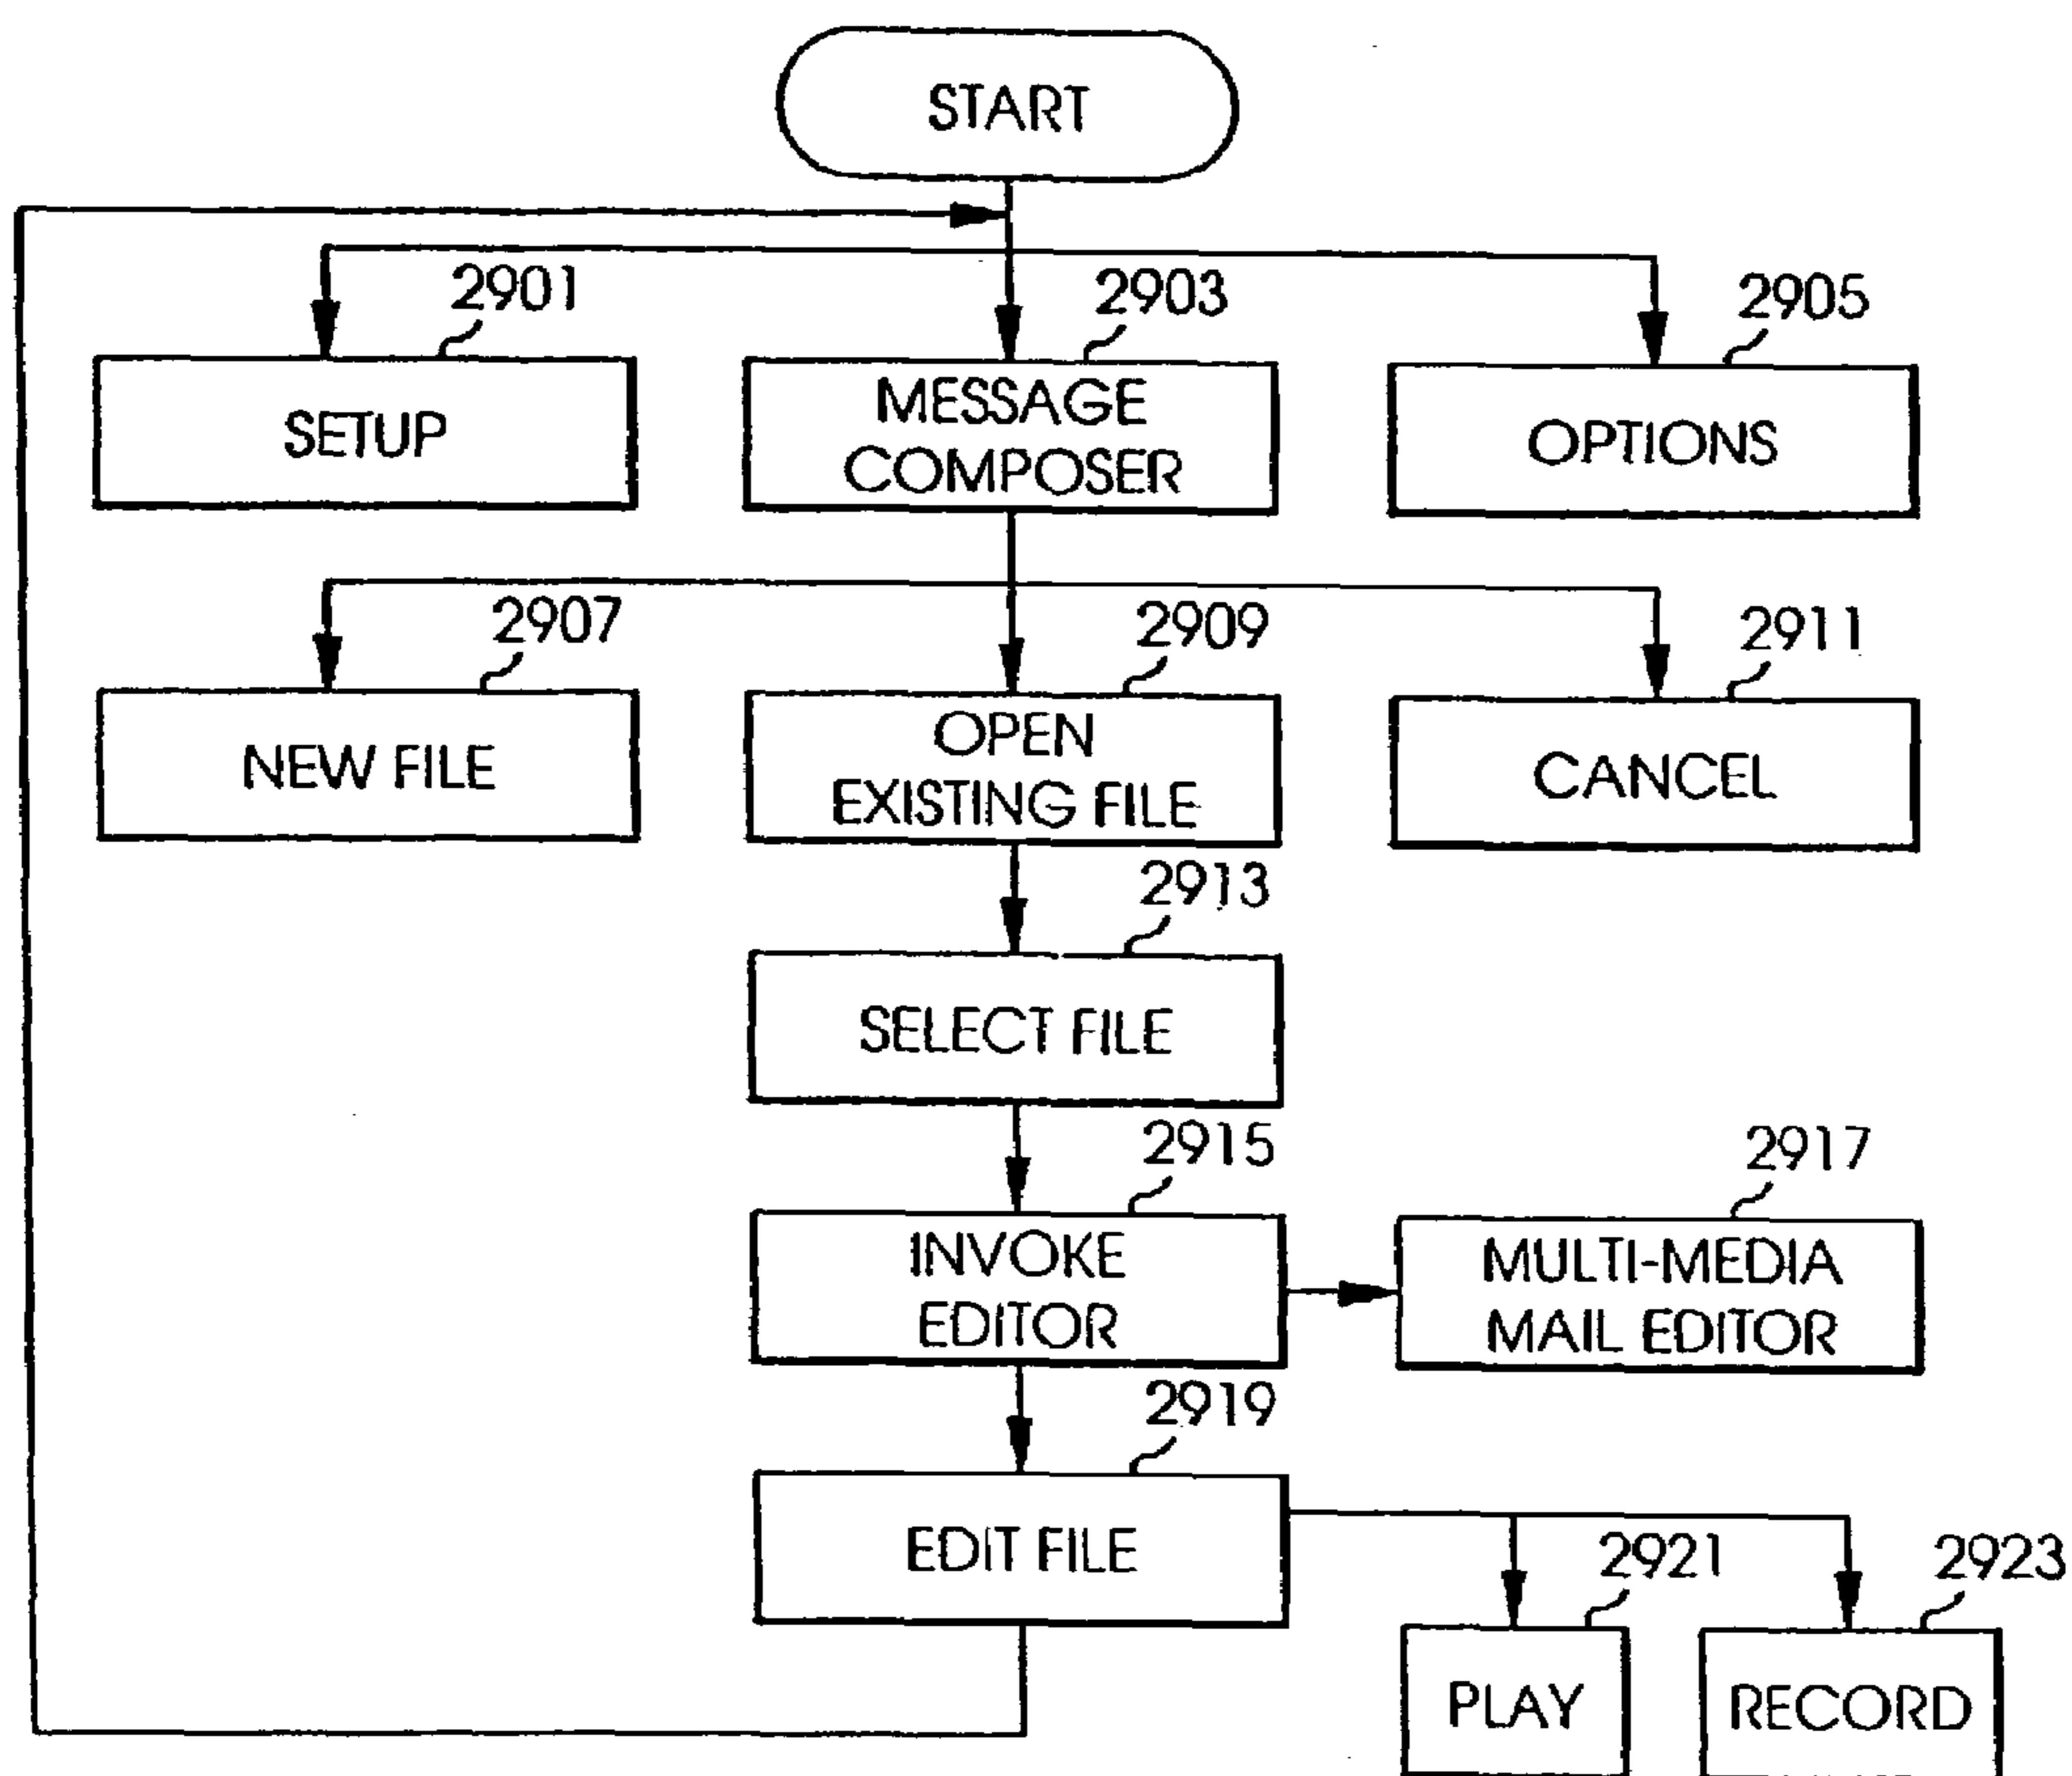 START
2901
2903
2905
SETUP
MESSAGE
COMPOSER
OPTIONS
2907
2909
2911
NEW FILE
OPEN
EXISTING FILE
CANCEL
2913
SELECT FILE
2915
2917
INVOKE
EDITOR
MULTI-MEDIA
MAIL EDITOR
2919
EDIT FILE
2921
2923
PLAY
RECORD